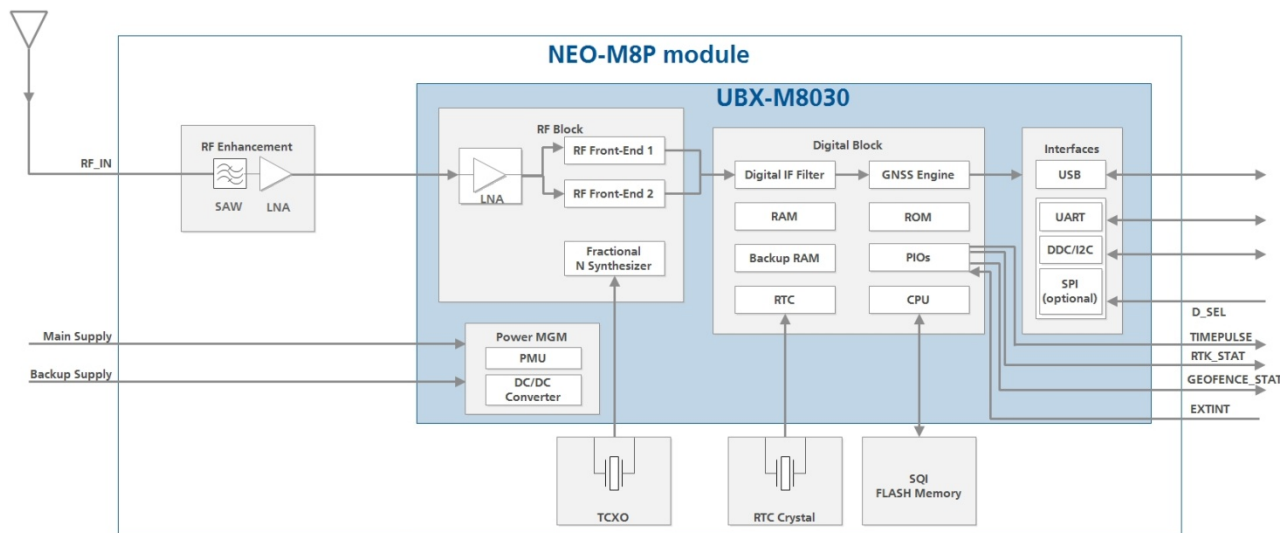 NEO-M8P module
UBX-M8030
RF Enhancement
RF_IN
SAW
LNA
RF Block
LNA
RF Front-End 1
RF Front-End 2
Fractional
N Synthesizer
Digital Block
Digital IF Filter
GNSS Engine
RAM
ROM
Backup RAM
PIOs
RTC
CPU
Interfaces
USB
UART
DDC/I2C
SPI
(optional)
D_SEL
TIMEPULSE
RTK_STAT
GEOFENCE_STAT
EXTINT
Main Supply
Backup Supply
Power MGM
PMU
DC/DC
Converter
TCXO
RTC Crystal
SQI
FLASH Memory